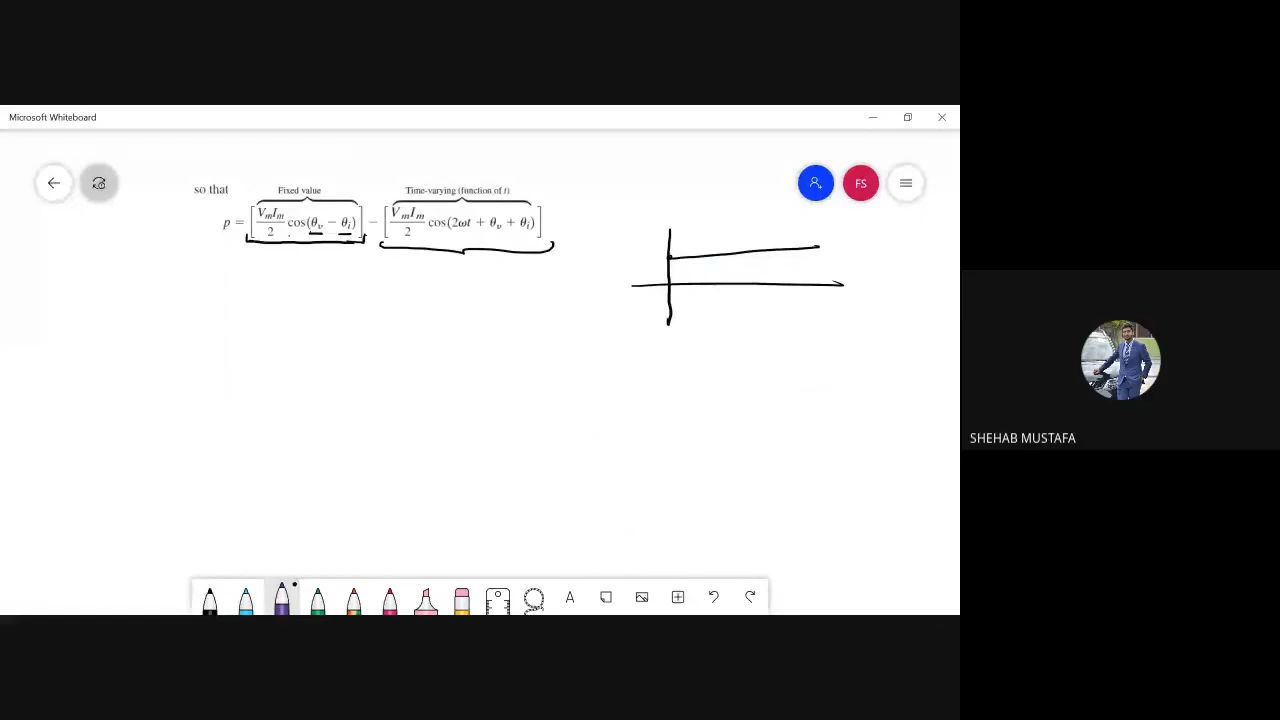 Microsoft Whiteboard
FS
so that Fixed value Time-varying (function of t)
p = [VₘIₘ/2 cos(θᵥ − θᵢ)] − [VₘIₘ/2 cos(2ωt + θᵥ + θᵢ)]
SHEHAB MUSTAFA
A